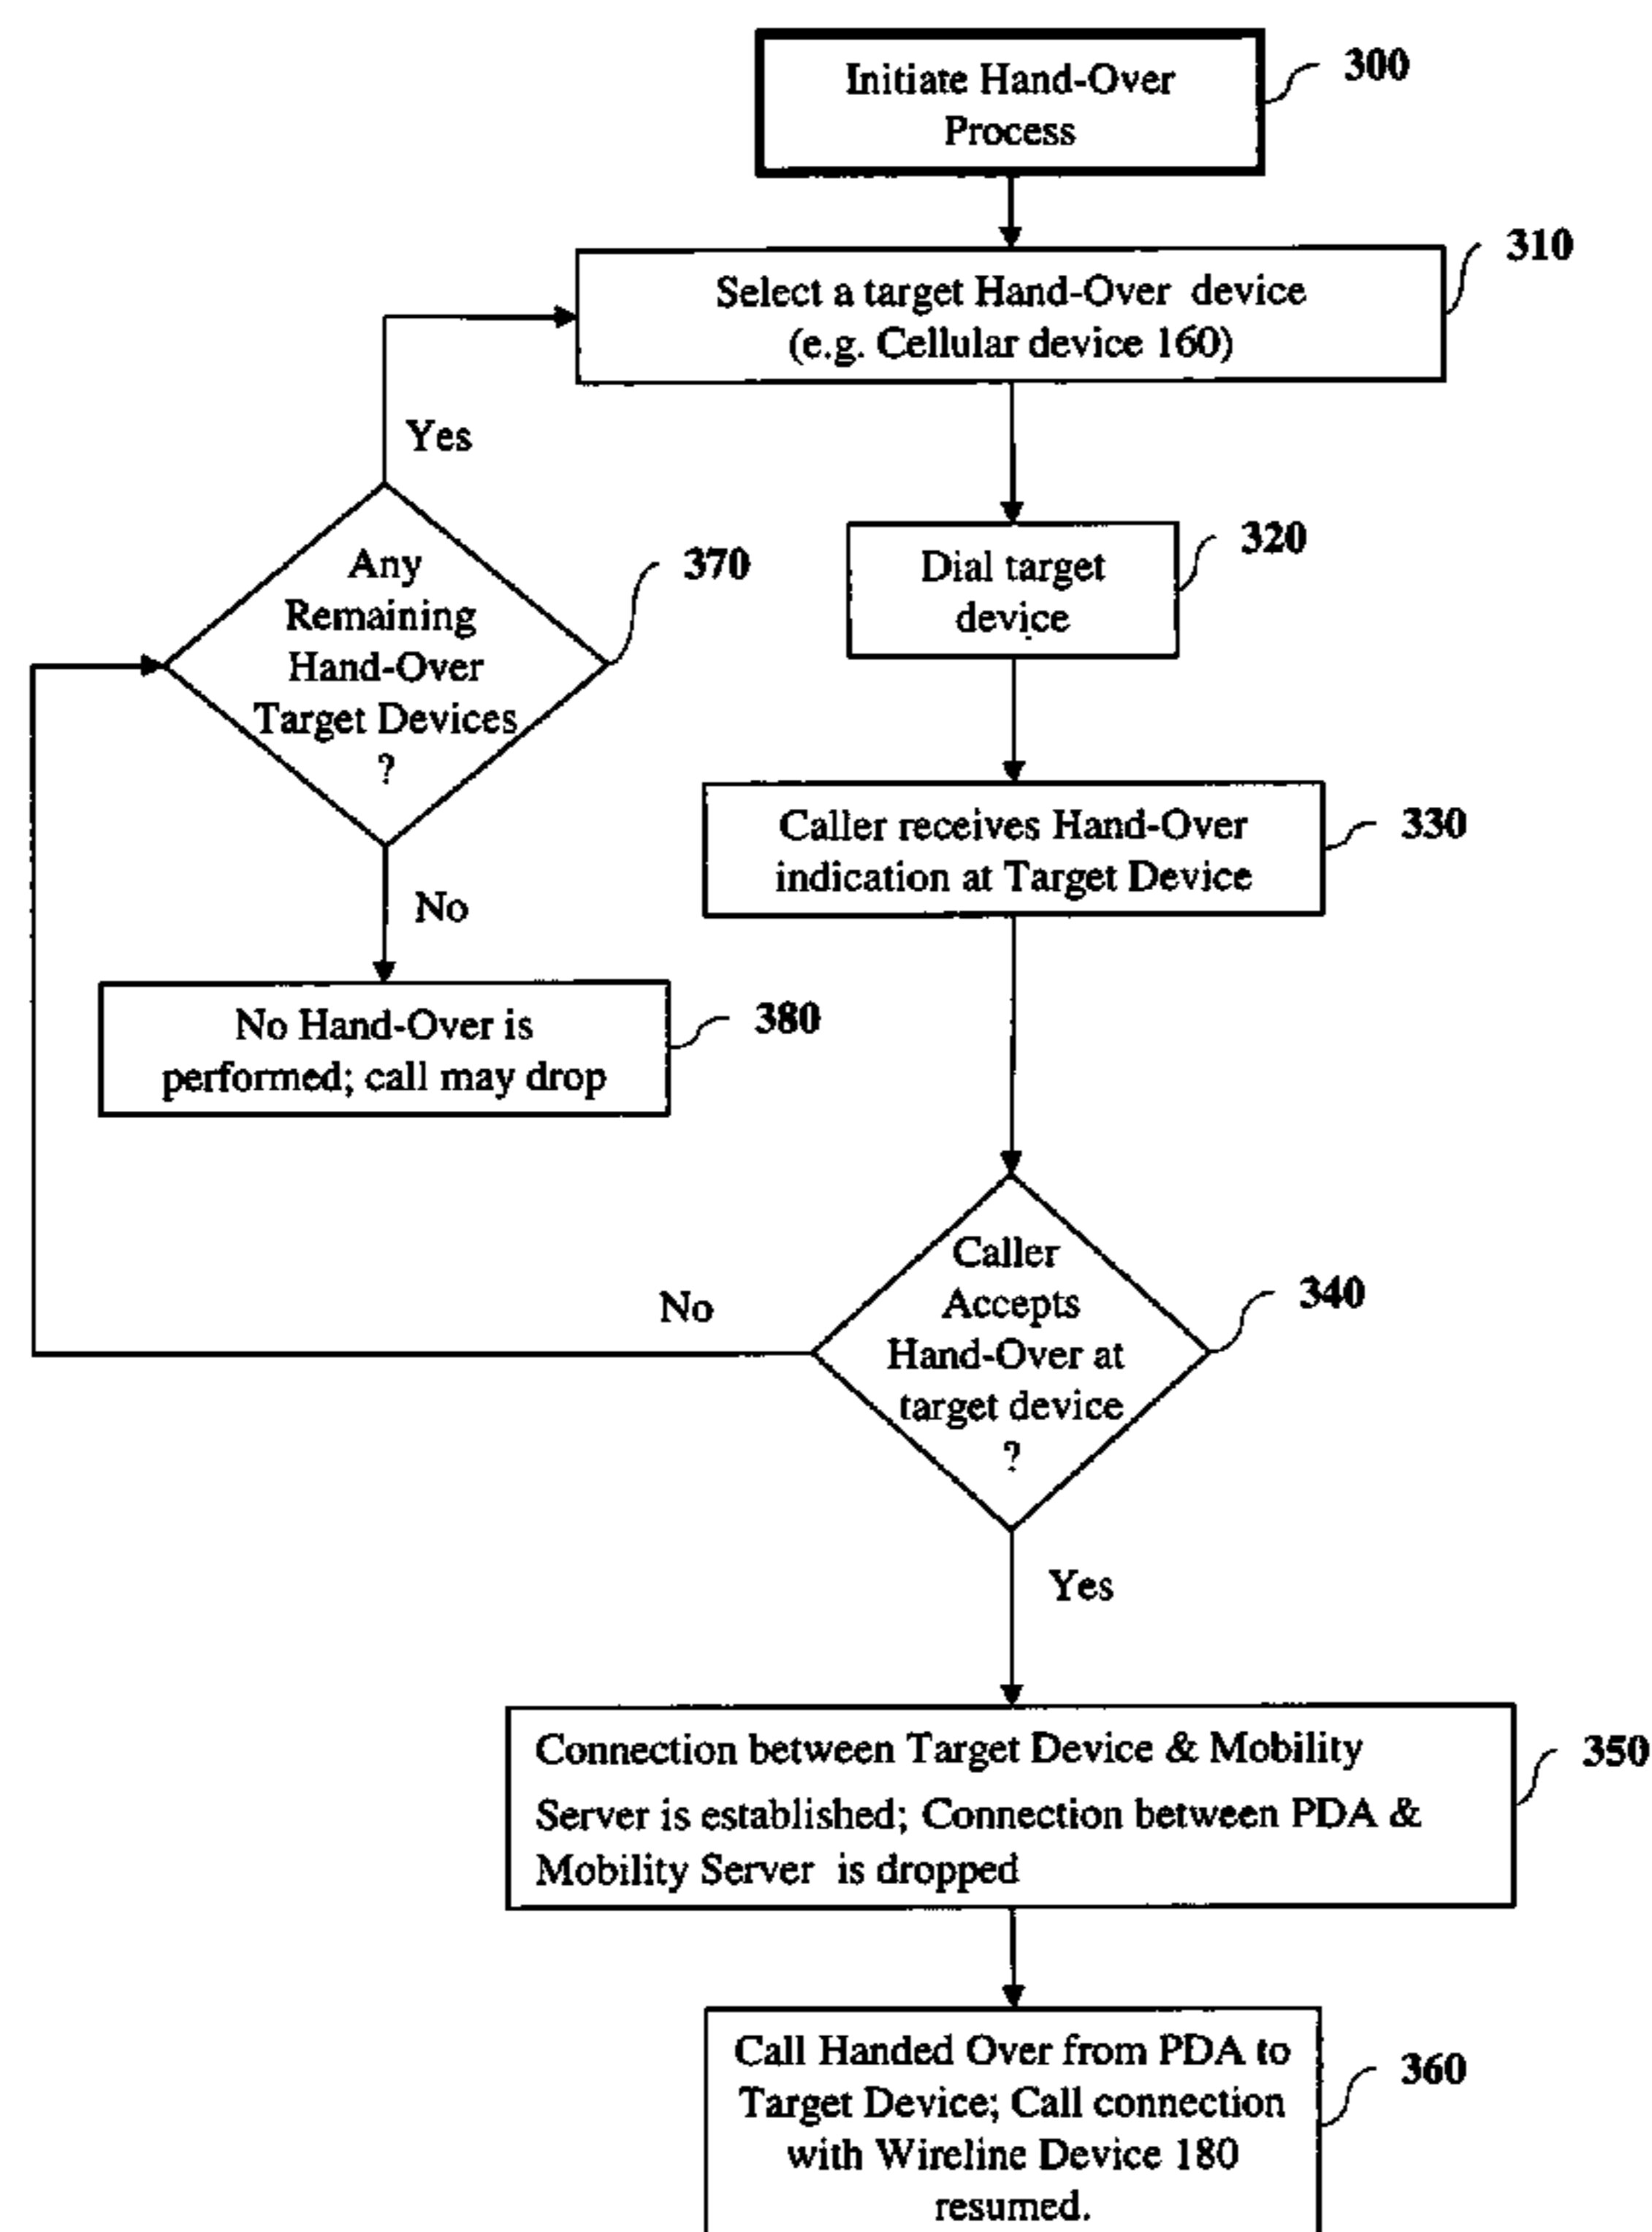 Initiate Hand-Over
Process
300
Select a target Hand-Over device
(e.g. Cellular device 160)
310
Yes
Dial target
device
320
Any
Remaining
Hand-Over
Target Devices
?
370
Caller receives Hand-Over
indication at Target Device
330
No
No Hand-Over is
performed; call may drop
380
Caller
Accepts
Hand-Over at
target device
?
340
No
Yes
Connection between Target Device & Mobility
Server is established; Connection between PDA &
Mobility Server is dropped
350
Call Handed Over from PDA to
Target Device; Call connection
with Wireline Device 180
resumed.
360